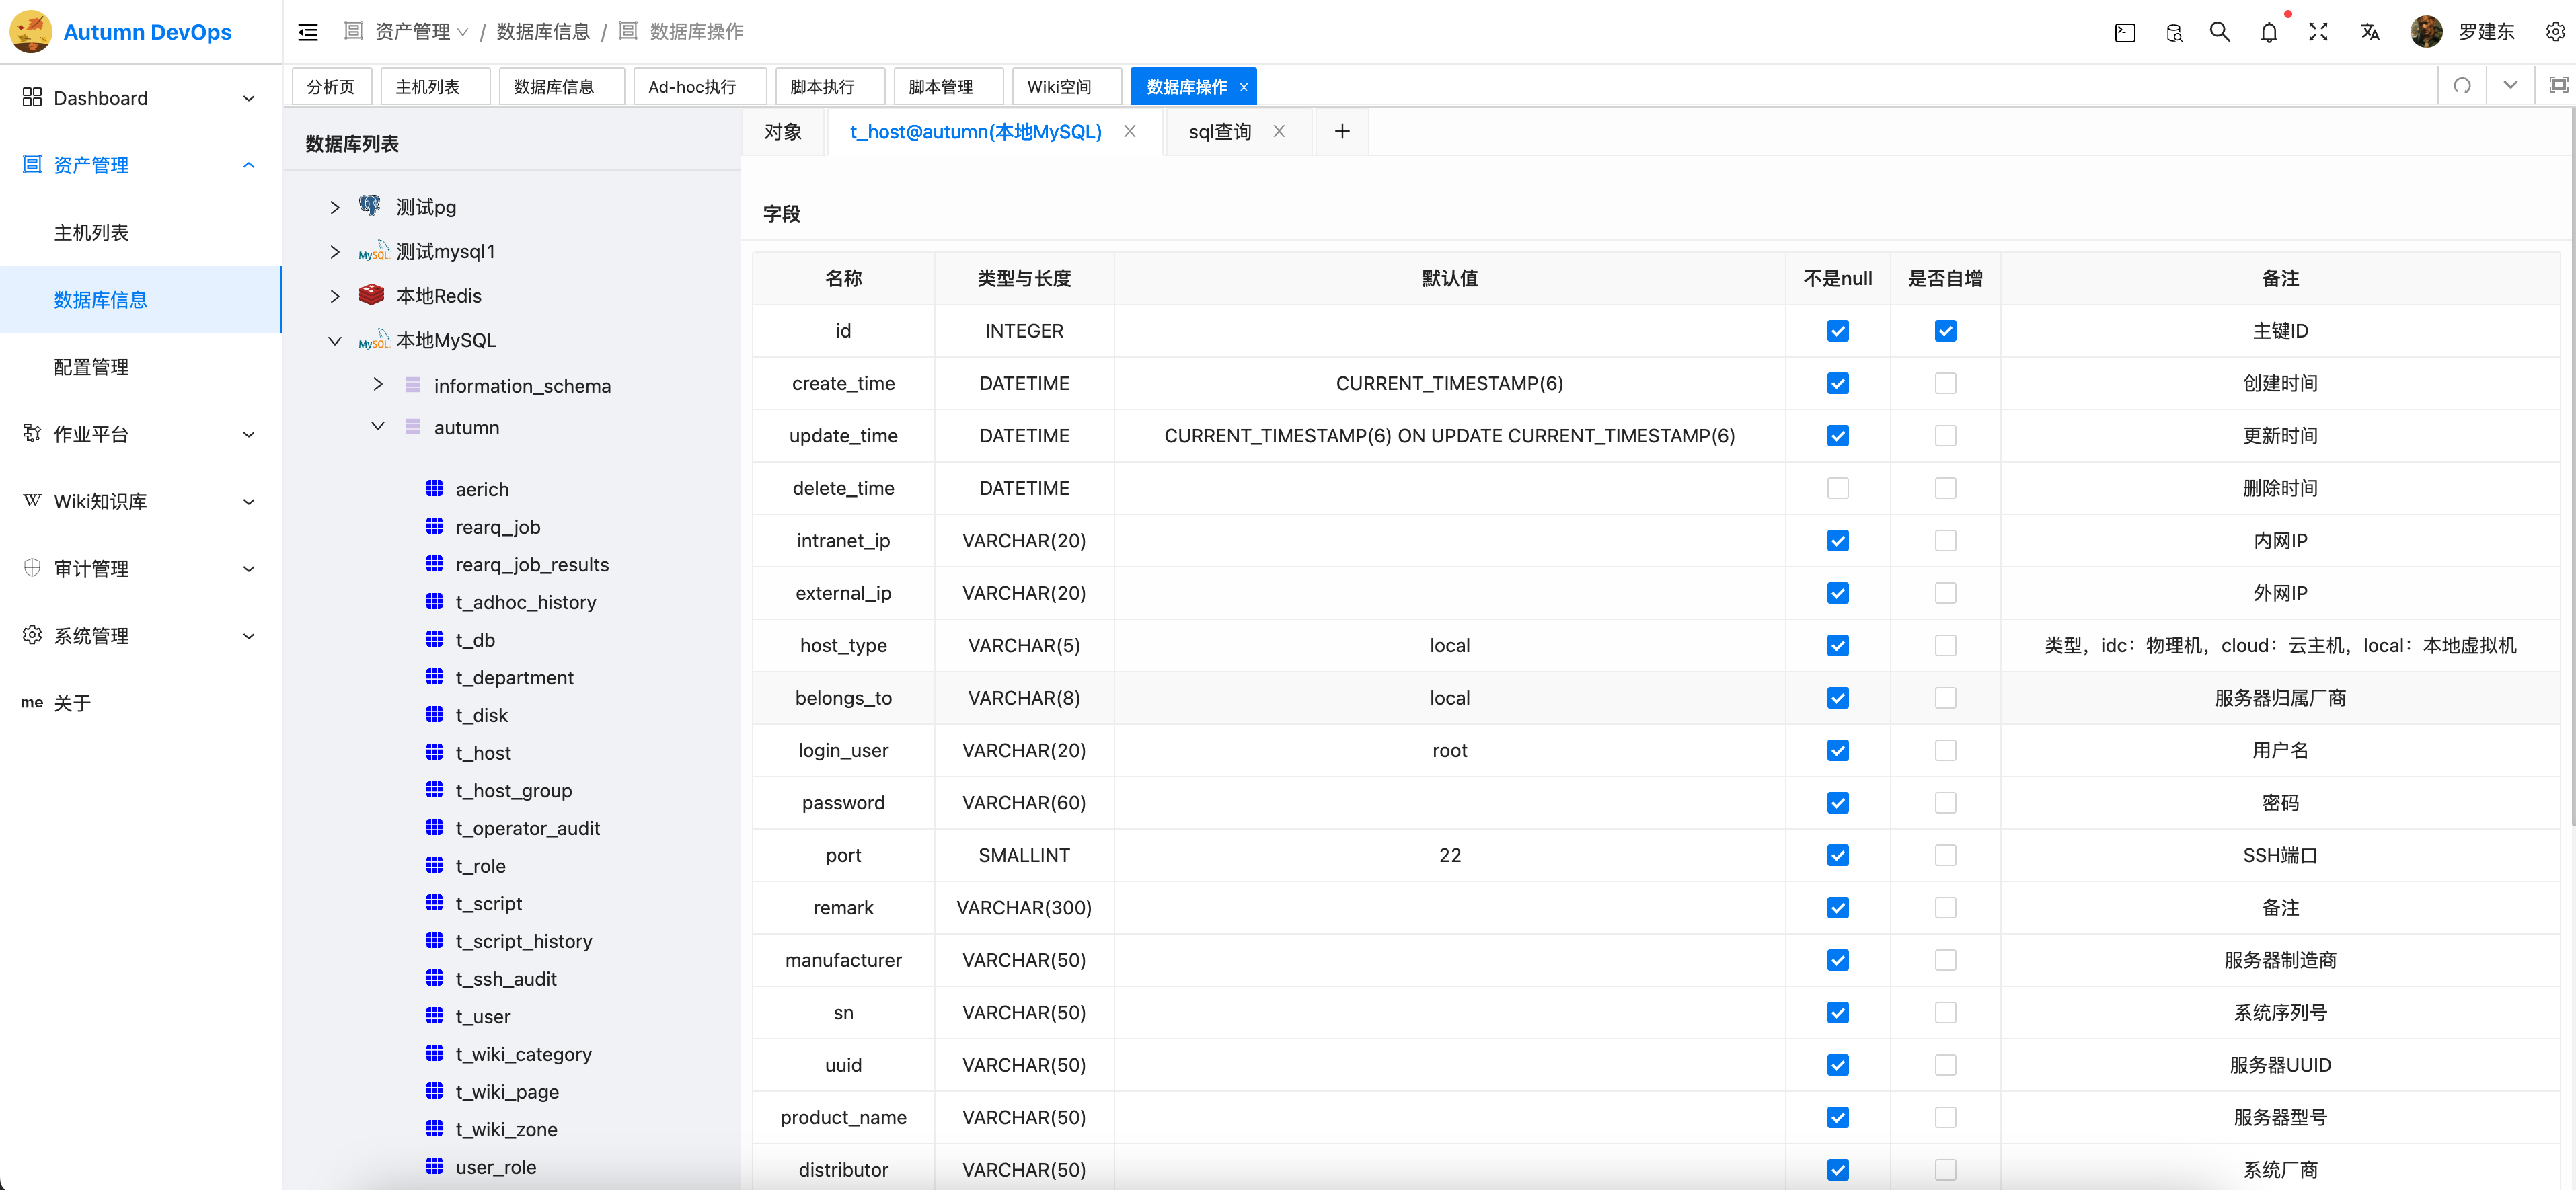 Autumn DevOps
资产管理 / 数据库信息 / 数据库操作
罗建东
Dashboard
资产管理
主机列表
数据库信息
配置管理
作业平台
Wiki知识库
审计管理
系统管理
me 关于
分析页 主机列表 数据库信息 Ad-hoc执行 脚本执行 脚本管理 Wiki空间 数据库操作
数据库列表
测试pg
MySQL 测试mysql1
本地Redis
MySQL 本地MySQL
information_schema
autumn
aerich
rearq_job
rearq_job_results
t_adhoc_history
t_db
t_department
t_disk
t_host
t_host_group
t_operator_audit
t_role
t_script
t_script_history
t_ssh_audit
t_user
t_wiki_category
t_wiki_page
t_wiki_zone
user_role
对象 t_host@autumn(本地MySQL) sql查询
字段
名称 类型与长度 默认值 不是null 是否自增 备注
id INTEGER 主键ID
create_time DATETIME CURRENT_TIMESTAMP(6) 创建时间
update_time DATETIME CURRENT_TIMESTAMP(6) ON UPDATE CURRENT_TIMESTAMP(6) 更新时间
delete_time DATETIME 删除时间
intranet_ip VARCHAR(20) 内网IP
external_ip VARCHAR(20) 外网IP
host_type VARCHAR(5) local 类型，idc：物理机，cloud：云主机，local：本地虚拟机
belongs_to VARCHAR(8) local 服务器归属厂商
login_user VARCHAR(20) root 用户名
password VARCHAR(60) 密码
port SMALLINT 22 SSH端口
remark VARCHAR(300) 备注
manufacturer VARCHAR(50) 服务器制造商
sn VARCHAR(50) 系统序列号
uuid VARCHAR(50) 服务器UUID
product_name VARCHAR(50) 服务器型号
distributor VARCHAR(50) 系统厂商